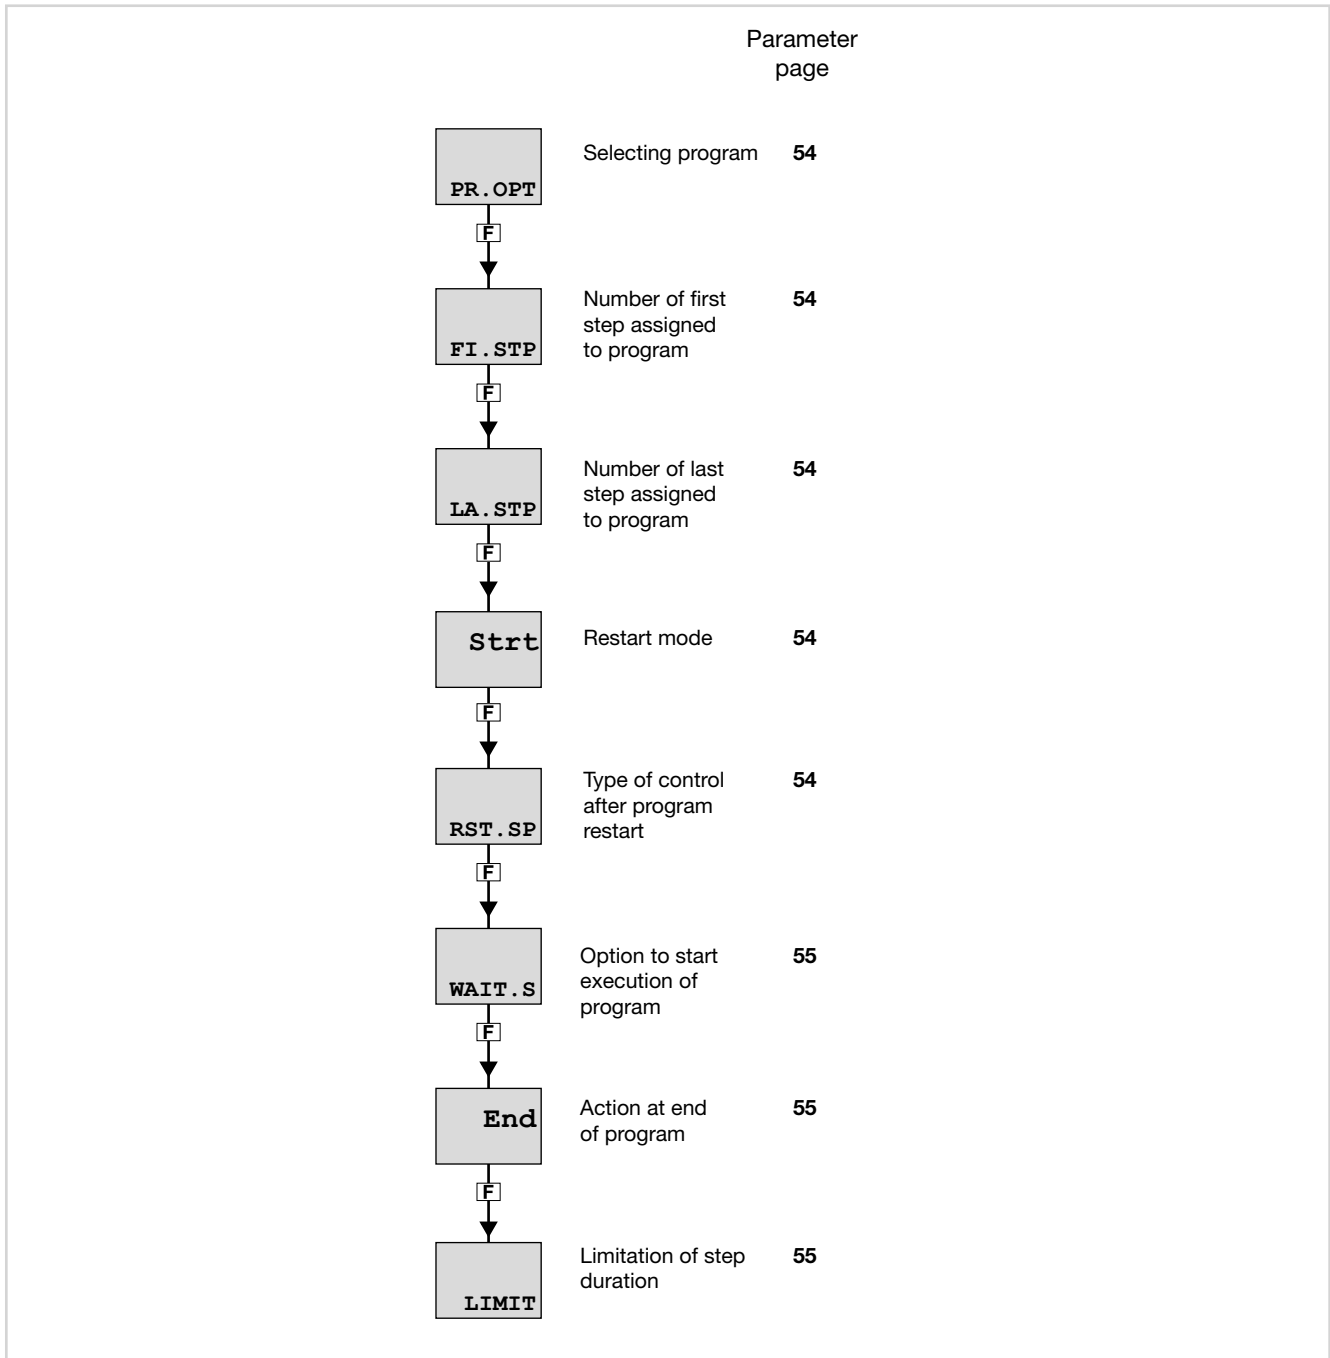 Parameter
page
PR.OPT
Selecting program 54
F
FI.STP
Number of first 54
step assigned
to program
F
LA.STP
Number of last 54
step assigned
to program
F
Strt
Restart mode 54
F
RST.SP
Type of control 54
after program
restart
F
WAIT.S
Option to start 55
execution of
program
F
End
Action at end 55
of program
F
LIMIT
Limitation of step 55
duration